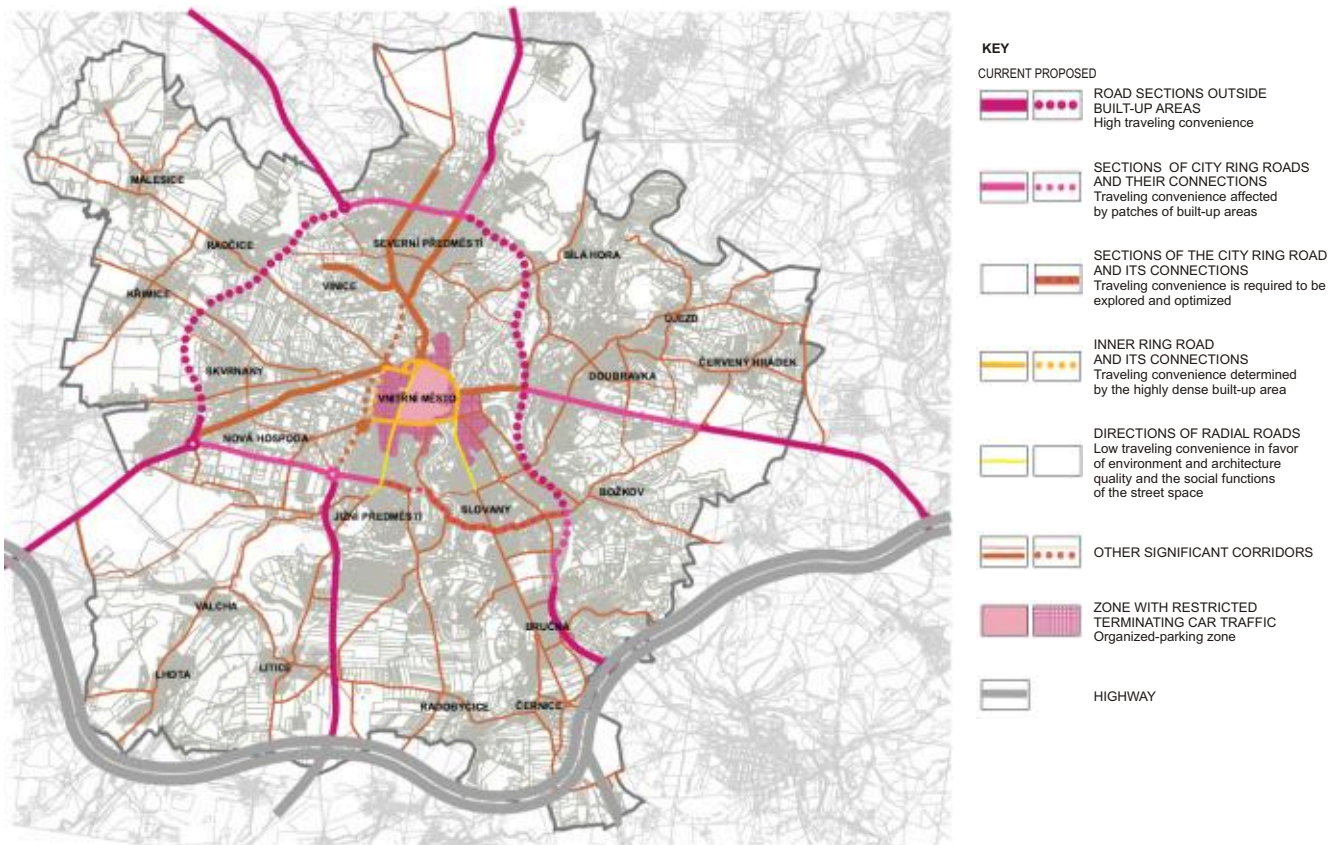 KEY
CURRENT PROPOSED
ROAD SECTIONS OUTSIDE
BUILT-UP AREAS
High traveling convenience
SECTIONS OF CITY RING ROADS
AND THEIR CONNECTIONS
Traveling convenience affected
by patches of built-up areas
SECTIONS OF THE CITY RING ROAD
AND ITS CONNECTIONS
Traveling convenience is required to be
explored and optimized
INNER RING ROAD
AND ITS CONNECTIONS
Traveling convenience determined
by the highly dense built-up area
DIRECTIONS OF RADIAL ROADS
Low traveling convenience in favor
of environment and architecture
quality and the social functions
of the street space
OTHER SIGNIFICANT CORRIDORS
ZONE WITH RESTRICTED
TERMINATING CAR TRAFFIC
Organized-parking zone
HIGHWAY
MALESICE
RADČICE
SEVERNÍ PŘEDMĚSTÍ
BÍLÁ HORA
VINICE
KŘIMICE
ÚJEZD
ČERVENÝ HRÁDEK
SKVRŇANY
DOUBRAVKA
VNITŘNÍ MĚSTO
NOVÁ HOSPODA
BOŽKOV
SLOVANY
JIŽNÍ PŘEDMĚSTÍ
VALCHA
BRUČNÁ
LITICE
LHOTA
RADOBYČICE
ČERNICE